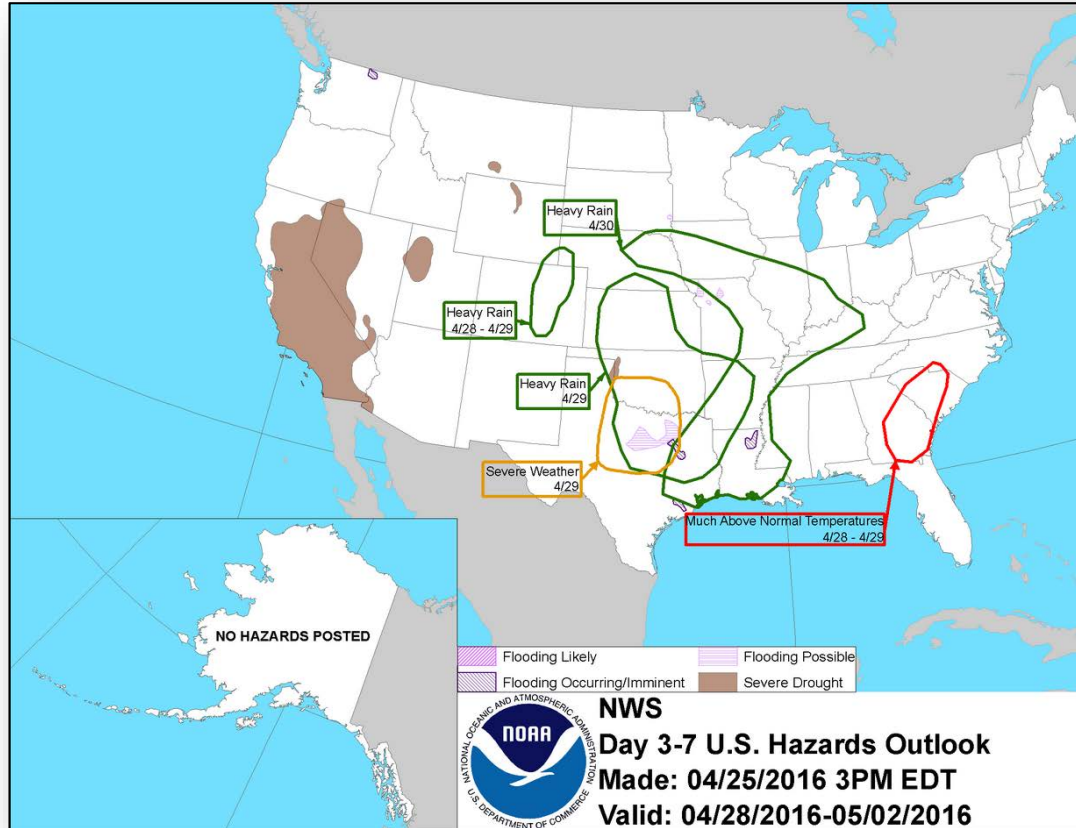 Heavy Rain
4/30
Heavy Rain
4/28 - 4/29
Heavy Rain
4/29
Severe Weather
4/29
Much Above Normal Temperatures
4/28 - 4/29
NO HAZARDS POSTED
Flooding Likely
Flooding Possible
Flooding Occurring/Imminent
Severe Drought
NATIONAL OCEANIC AND ATMOSPHERIC ADMINISTRATION
NOAA
U.S. DEPARTMENT OF COMMERCE
NWS
Day 3-7 U.S. Hazards Outlook
Made: 04/25/2016 3PM EDT
Valid: 04/28/2016-05/02/2016